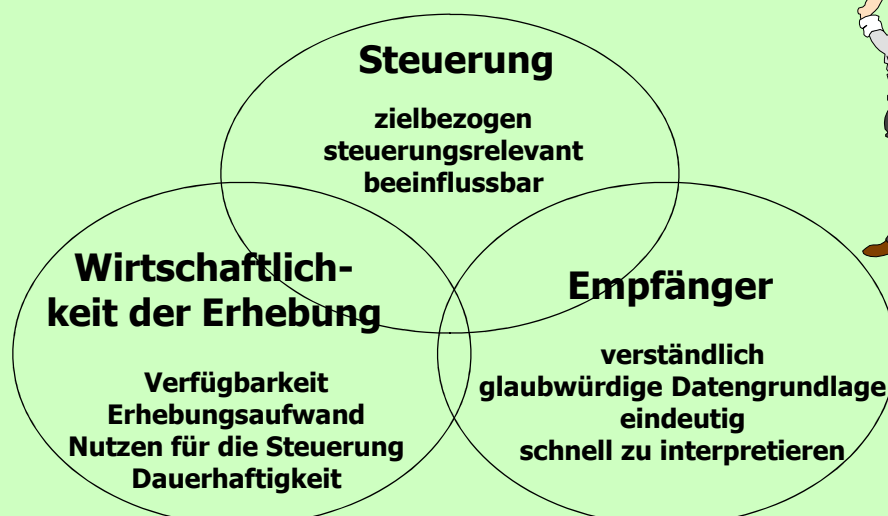 Steuerung
zielbezogen
steuerungsrelevant
beeinflussbar
Wirtschaftlich-
keit der Erhebung
Verfügbarkeit
Erhebungsaufwand
Nutzen für die Steuerung
Dauerhaftigkeit
Empfänger
verständlich
glaubwürdige Datengrundlage
eindeutig
schnell zu interpretieren